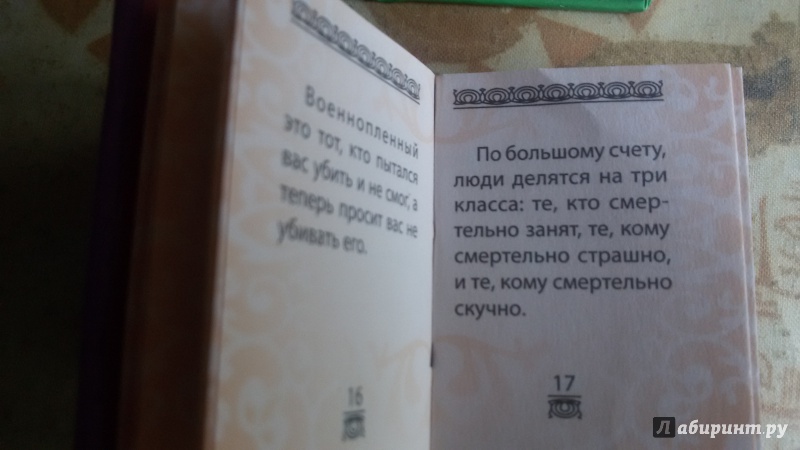 Военнопленный
это тот, кто пытался
вас убить и не смог, а
теперь просит вас не
убивать его.
16
По большому счету,
люди делятся на три
класса: те, кто смер-
тельно занят, те, кому
смертельно страшно,
и те, кому смертельно
скучно.
17
Лабиринт.ру